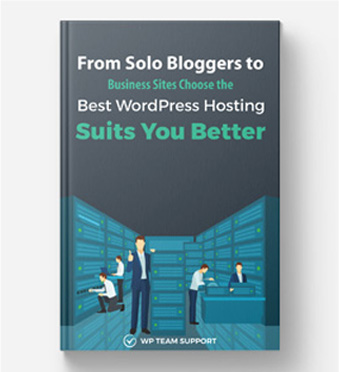 From Solo Bloggers to
Business Sites Choose the
Best WordPress Hosting
Suits You Better
WP TEAM SUPPORT